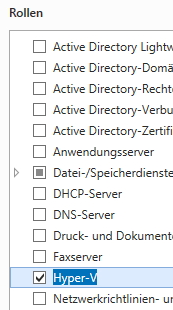 Rollen
Active Directory Lightw
Active Directory-Domä
Active Directory-Rechte
Active Directory-Verbu
Active Directory-Zertifi
Anwendungsserver
Datei-/Speicherdienste
DHCP-Server
DNS-Server
Druck- und Dokumente
Faxserver
Hyper-V
Netzwerkrichtlinien- u